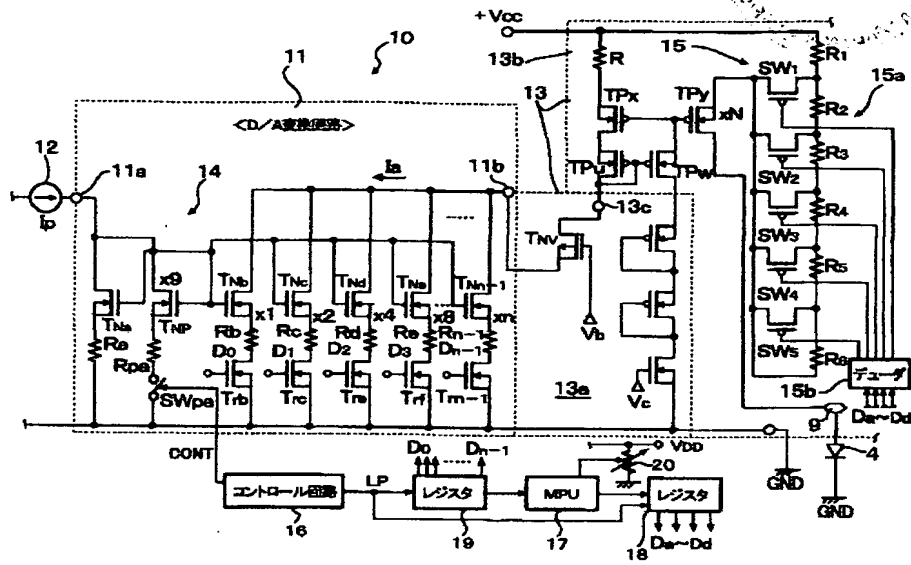 +Vcc
10
11
13b
15
R
R1
SW1
15a
13
TPx
TPy
R2
<D/A変換回路>
xN
R3
12
11a
14
Ia
11b
TPu
TPw
SW2
Ip
13c
R4
TNV
SW3
x9
TNb
TNc
TNd
TNe
TNn-1
R5
SW4
TNa
TNP
x1
x2
x4
x8
xn
Vb
Ra
Rpa
Rb
Rc
Rd
Re
Rn-1
SW5
R6
D0
D1
D2
D3
Dn-1
13a
デューダ
15b
SWpa
Trb
Trc
Tre
Trf
Trn-1
Vc
Da~Dd
9
CONT
D0
Dn-1
VDD
20
4
GND
コントロール回路
LP
レジスタ
MPU
レジスタ
GND
16
19
17
18
Da~Dd